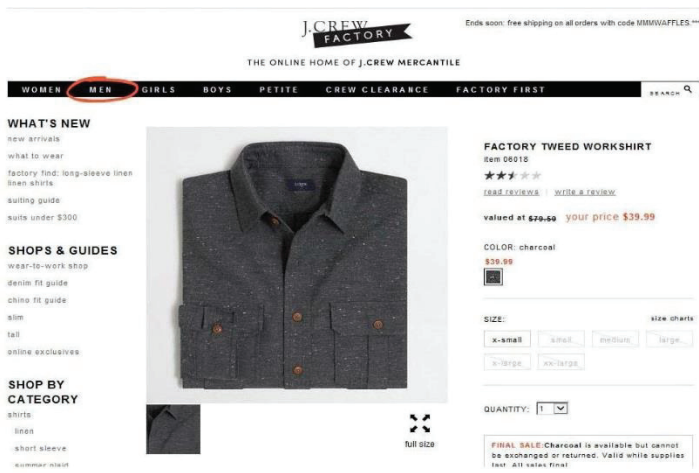 J.CREW
FACTORY
Ends soon: free shipping on all orders with code MMMWAFFLES.***
THE ONLINE HOME OF J.CREW MERCANTILE
WOMEN MEN GIRLS BOYS PETITE CREW CLEARANCE FACTORY FIRST SEARCH
WHAT'S NEW
new arrivals
what to wear
factory find: long-sleeve linen
linen shirts
suiting guide
suits under $300
SHOPS & GUIDES
wear-to-work shop
denim fit guide
chino fit guide
slim
tall
online exclusives
SHOP BY
CATEGORY
shirts
linen
short sleeve
summer plaid
full size
FACTORY TWEED WORKSHIRT
item 06018
read reviews | write a review
valued at $79.50 your price $39.99
COLOR: charcoal
$39.99
SIZE: size charts
x-small small medium large
x-large xx-large
QUANTITY: 1
FINAL SALE:Charcoal is available but cannot
be exchanged or returned. Valid while supplies
last. All sales final